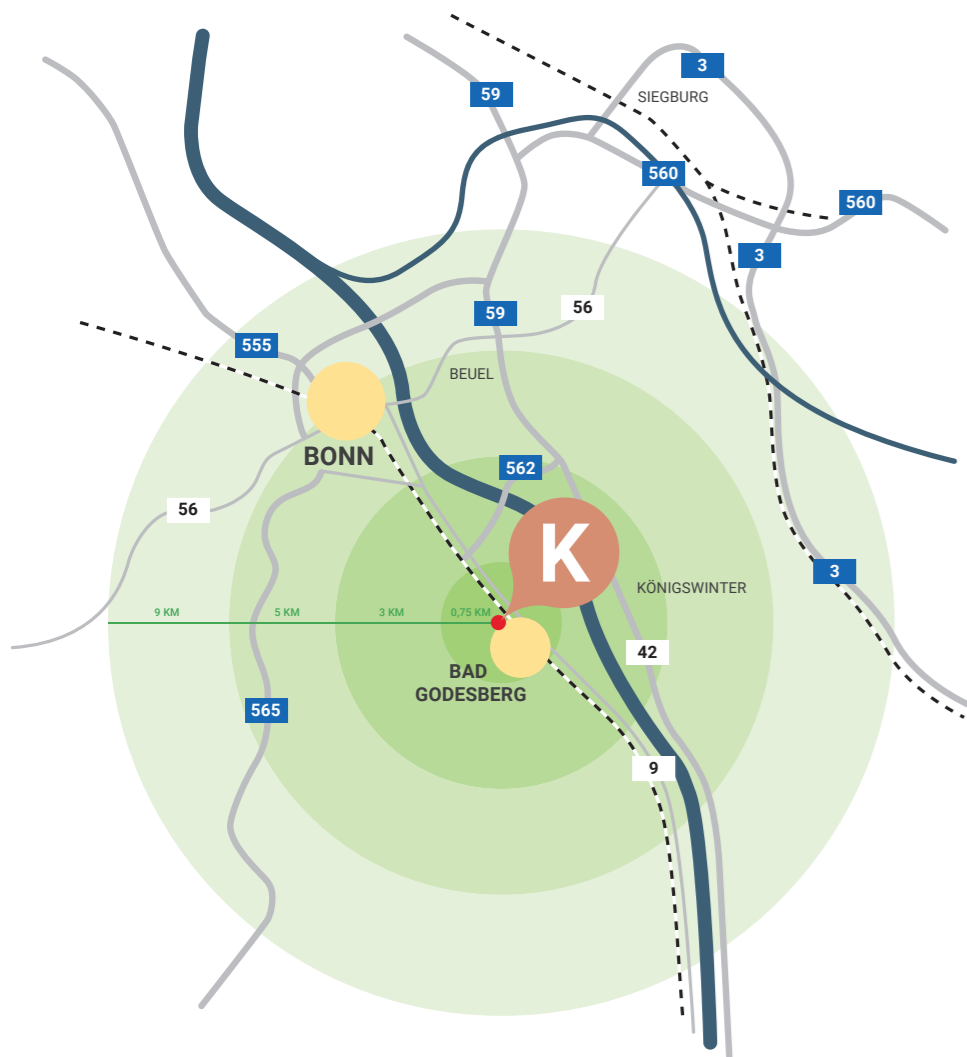 3
59
SIEGBURG
560
560
3
56
59
555
BEUEL
BONN
562
56
K
3
KÖNIGSWINTER
9 KM
5 KM
3 KM
0,75 KM
42
BAD
GODESBERG
565
9